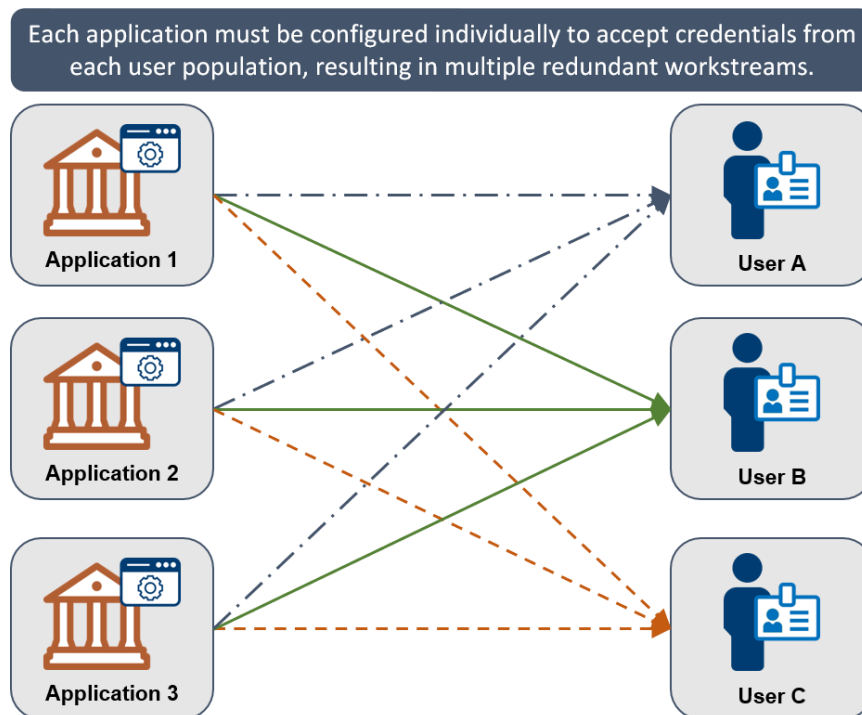 Each application must be configured individually to accept credentials from
each user population, resulting in multiple redundant workstreams.
Application 1
User A
Application 2
User B
Application 3
User C